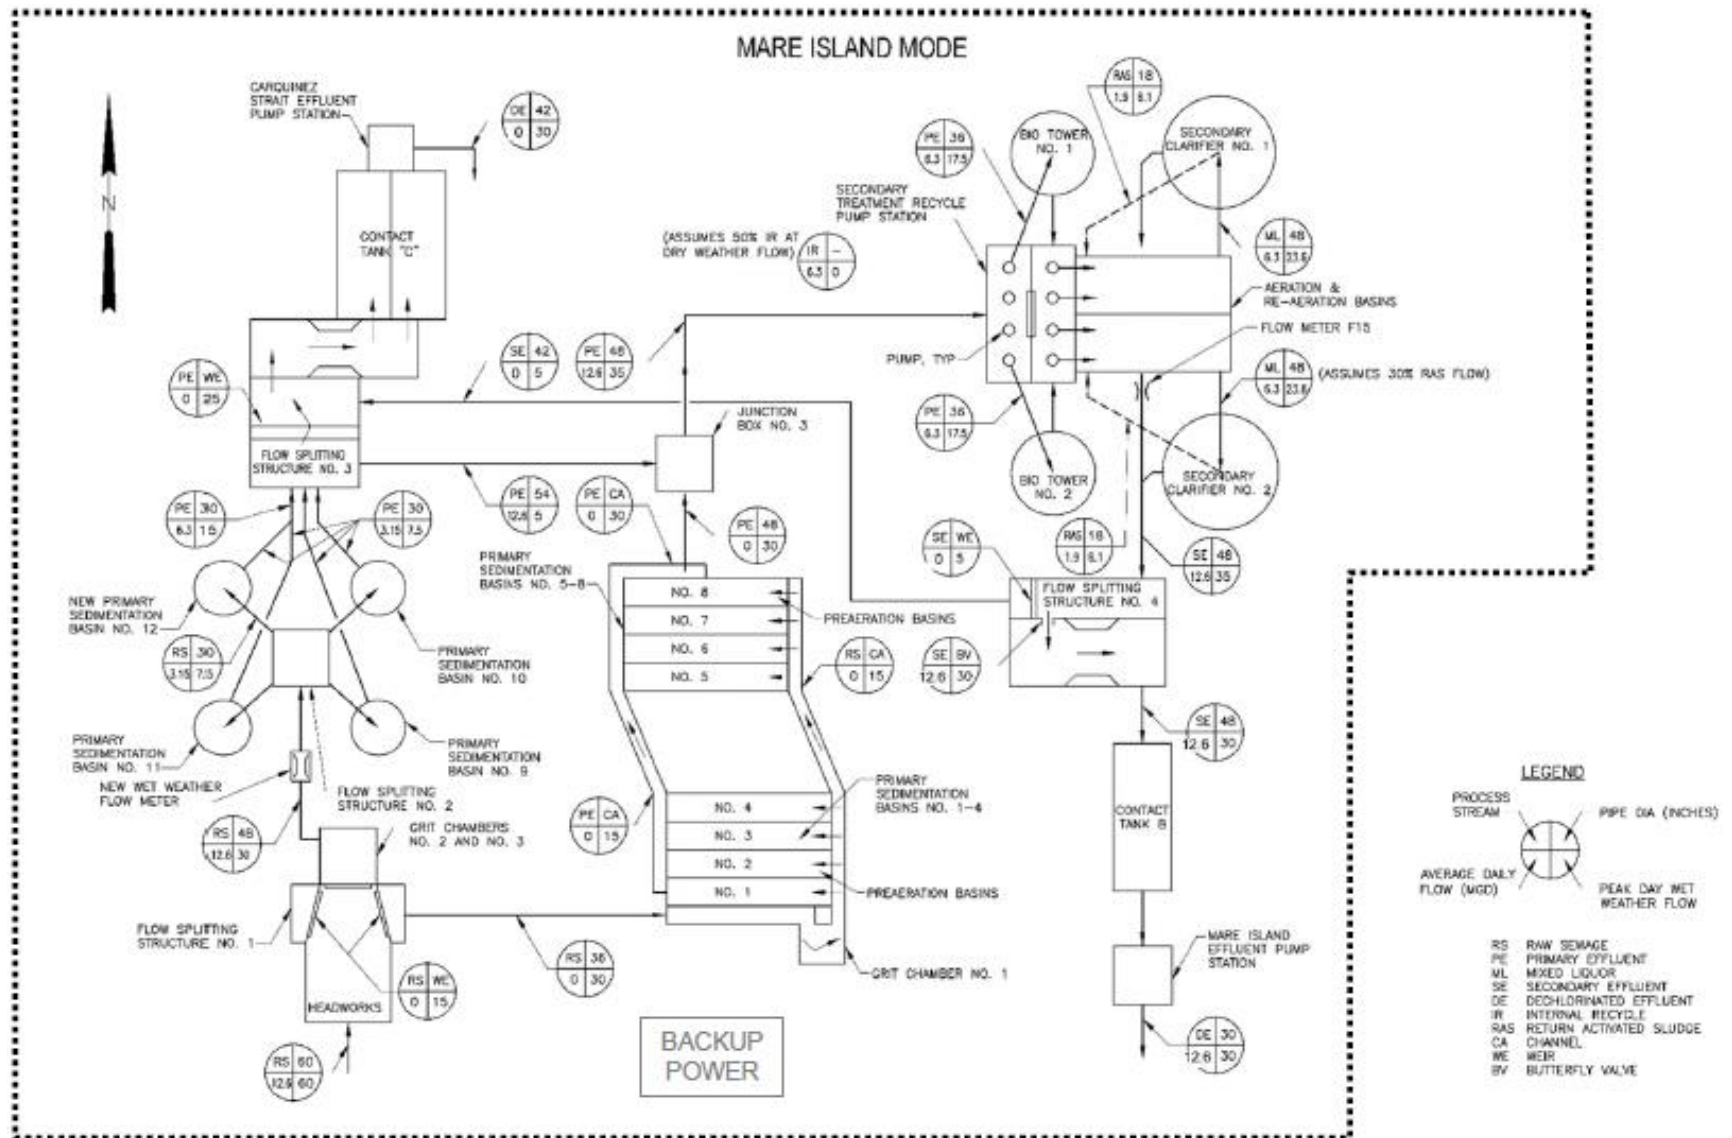 MARE ISLAND MODE
CARQUINEZ
STRAIT EFFLUENT
PUMP STATION
DE 42
0 30
N
CONTACT
TANK "C"
PE WE
0 25
FLOW SPLITTING
STRUCTURE NO. 3
SE 42
0 5
PE 48
12.6 35
(ASSUMES 50% IR AT
DRY WEATHER FLOW)
IR -
6.3 0
SECONDARY
TREATMENT RECYCLE
PUMP STATION
PE 36
6.3 17.5
BIO TOWER
NO. 1
RAS 18
1.9 8.1
SECONDARY
CLARIFIER NO. 1
ML 48
6.3 23.6
AERATION &
RE-AERATION BASINS
FLOW METER F15
PUMP, TYP
ML 48
6.3 23.6
(ASSUMES 30% RAS FLOW)
PE 36
6.3 17.5
BIO TOWER
NO. 2
SECONDARY
CLARIFIER NO. 2
JUNCTION
BOX NO. 3
PE 54
12.6 5
PE CA
0 30
PE 48
0 30
PE 30
6.3 15
PE 30
3.15 7.5
SE WE
0 5
RAS 18
1.9 6.1
SE 48
12.6 35
FLOW SPLITTING
STRUCTURE NO. 4
PRIMARY
SEDIMENTATION
BASINS NO. 5-8
NO. 8
NO. 7
NO. 6
NO. 5
PREAERATION BASINS
RS CA
0 15
SE BV
12.6 30
NEW PRIMARY
SEDIMENTATION
BASIN NO. 12
RS 30
3.15 7.5
PRIMARY
SEDIMENTATION
BASIN NO. 10
PRIMARY
SEDIMENTATION
BASIN NO. 11
PRIMARY
SEDIMENTATION
BASIN NO. 9
NEW WET WEATHER
FLOW METER
FLOW SPLITTING
STRUCTURE NO. 2
RS 48
12.6 30
GRIT CHAMBERS
NO. 2 AND NO. 3
PE CA
0 15
NO. 4
NO. 3
NO. 2
NO. 1
PRIMARY
SEDIMENTATION
BASINS NO. 1-4
PREAERATION BASINS
SE 48
12.6 30
CONTACT
TANK B
FLOW SPLITTING
STRUCTURE NO. 1
RS 36
0 30
GRIT CHAMBER NO. 1
MARE ISLAND
EFFLUENT PUMP
STATION
RS WE
0 15
HEADWORKS
RS 60
12.6 60
BACKUP
POWER
DE 30
12.6 30
LEGEND
PROCESS
STREAM
PIPE DIA (INCHES)
AVERAGE DAILY
FLOW (MGD)
PEAK DAY WET
WEATHER FLOW
RS RAW SEWAGE
PE PRIMARY EFFLUENT
ML MIXED LIQUOR
SE SECONDARY EFFLUENT
DE DECHLORINATED EFFLUENT
IR INTERNAL RECYCLE
RAS RETURN ACTIVATED SLUDGE
CA CHANNEL
WE WEIR
BV BUTTERFLY VALVE